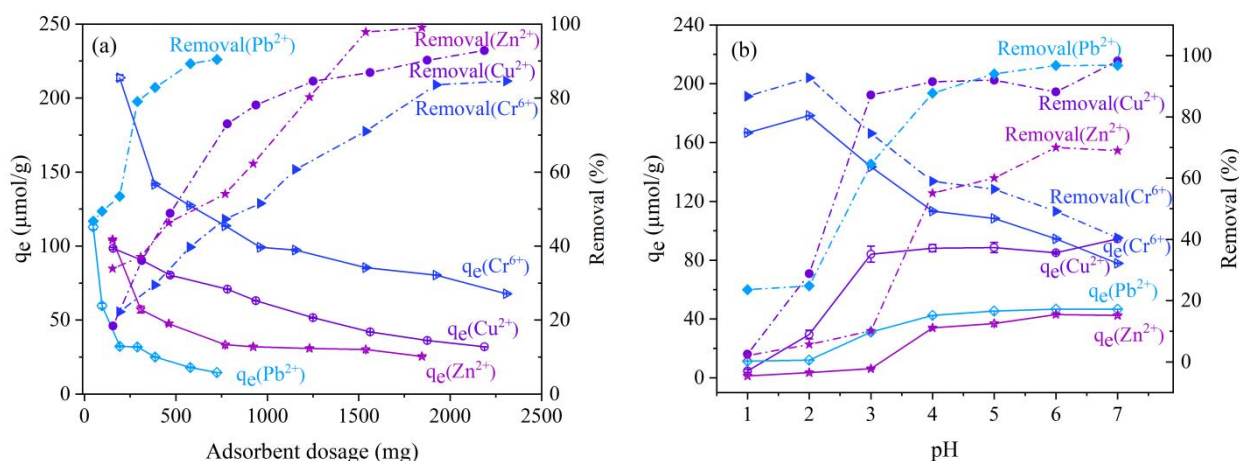 (a)
250
200
150
100
50
0
qe (μmol/g)
0 500 1000 1500 2000 2500
Adsorbent dosage (mg)
100
80
60
40
20
0
Removal (%)
Removal(Pb²⁺)
Removal(Zn²⁺)
Removal(Cu²⁺)
Removal(Cr⁶⁺)
qe(Cr⁶⁺)
qe(Cu²⁺)
qe(Zn²⁺)
qe(Pb²⁺)
(b)
240
200
160
120
80
40
0
qe (μmol/g)
1 2 3 4 5 6 7
pH
100
80
60
40
20
0
Removal (%)
Removal(Pb²⁺)
Removal(Cu²⁺)
Removal(Zn²⁺)
Removal(Cr⁶⁺)
qe(Cr⁶⁺)
qe(Cu²⁺)
qe(Pb²⁺)
qe(Zn²⁺)